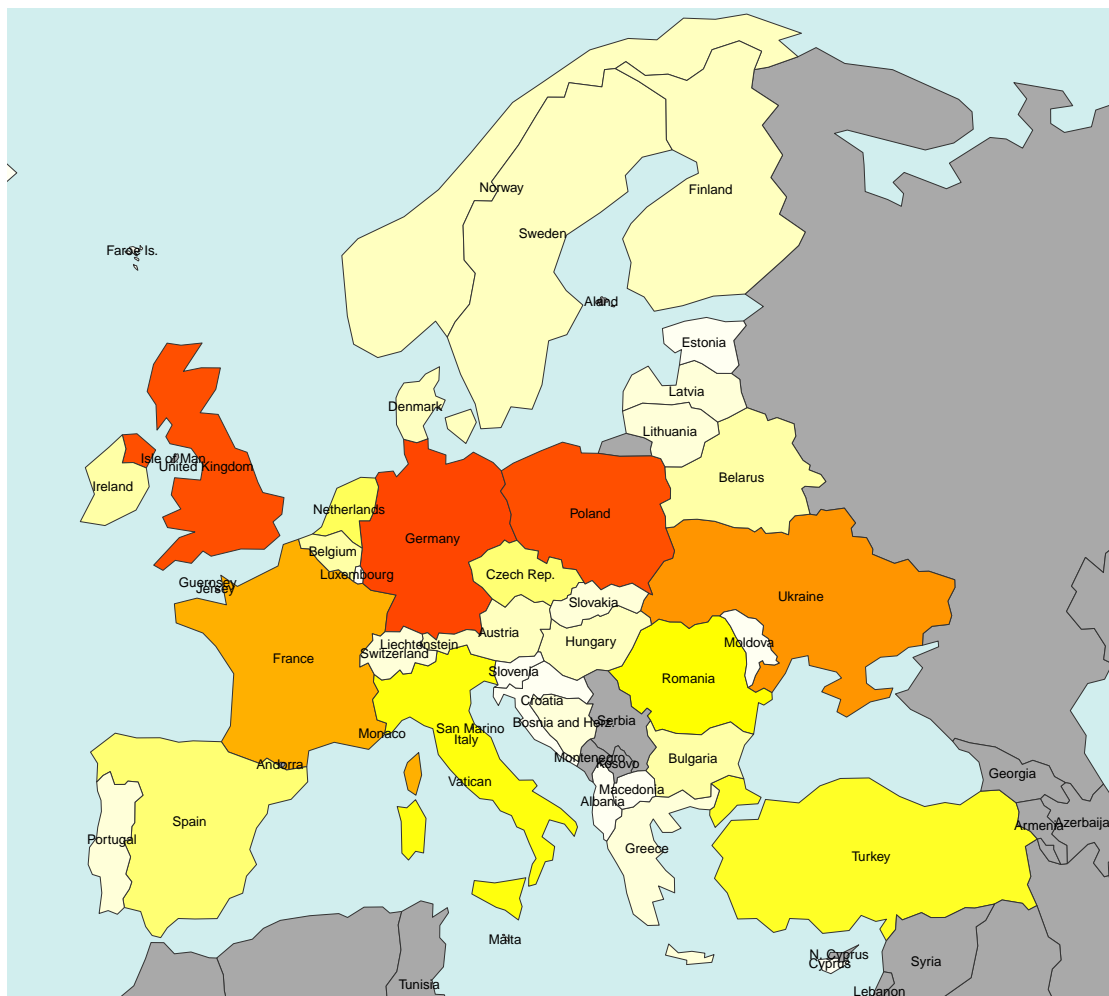 Norway
Finland
Sweden
Faroe Is.
Aland
Estonia
Latvia
Denmark
Lithuania
Isle of Man
United Kingdom
Belarus
Ireland
Netherlands
Poland
Germany
Belgium
Luxembourg
Czech Rep.
Guernsey
Jersey
Ukraine
Slovakia
Austria
Hungary
Moldova
Liechtenstein
Switzerland
France
Slovenia
Romania
Croatia
San Marino
Bosnia and Herz.
Serbia
Monaco
Italy
Montenegro
Kosovo
Bulgaria
Andorra
Georgia
Vatican
Macedonia
Albania
Spain
Azerbaija
Armenia
Portugal
Greece
Turkey
Malta
N. Cyprus
Cyprus
Syria
Tunisia
Lebanon